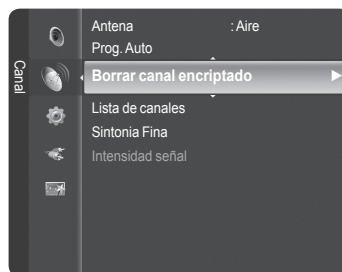 Canal
Antena : Aire
Prog. Auto
Borrar canal encriptado
Lista de canales
Sintonia Fina
Intensidad señal